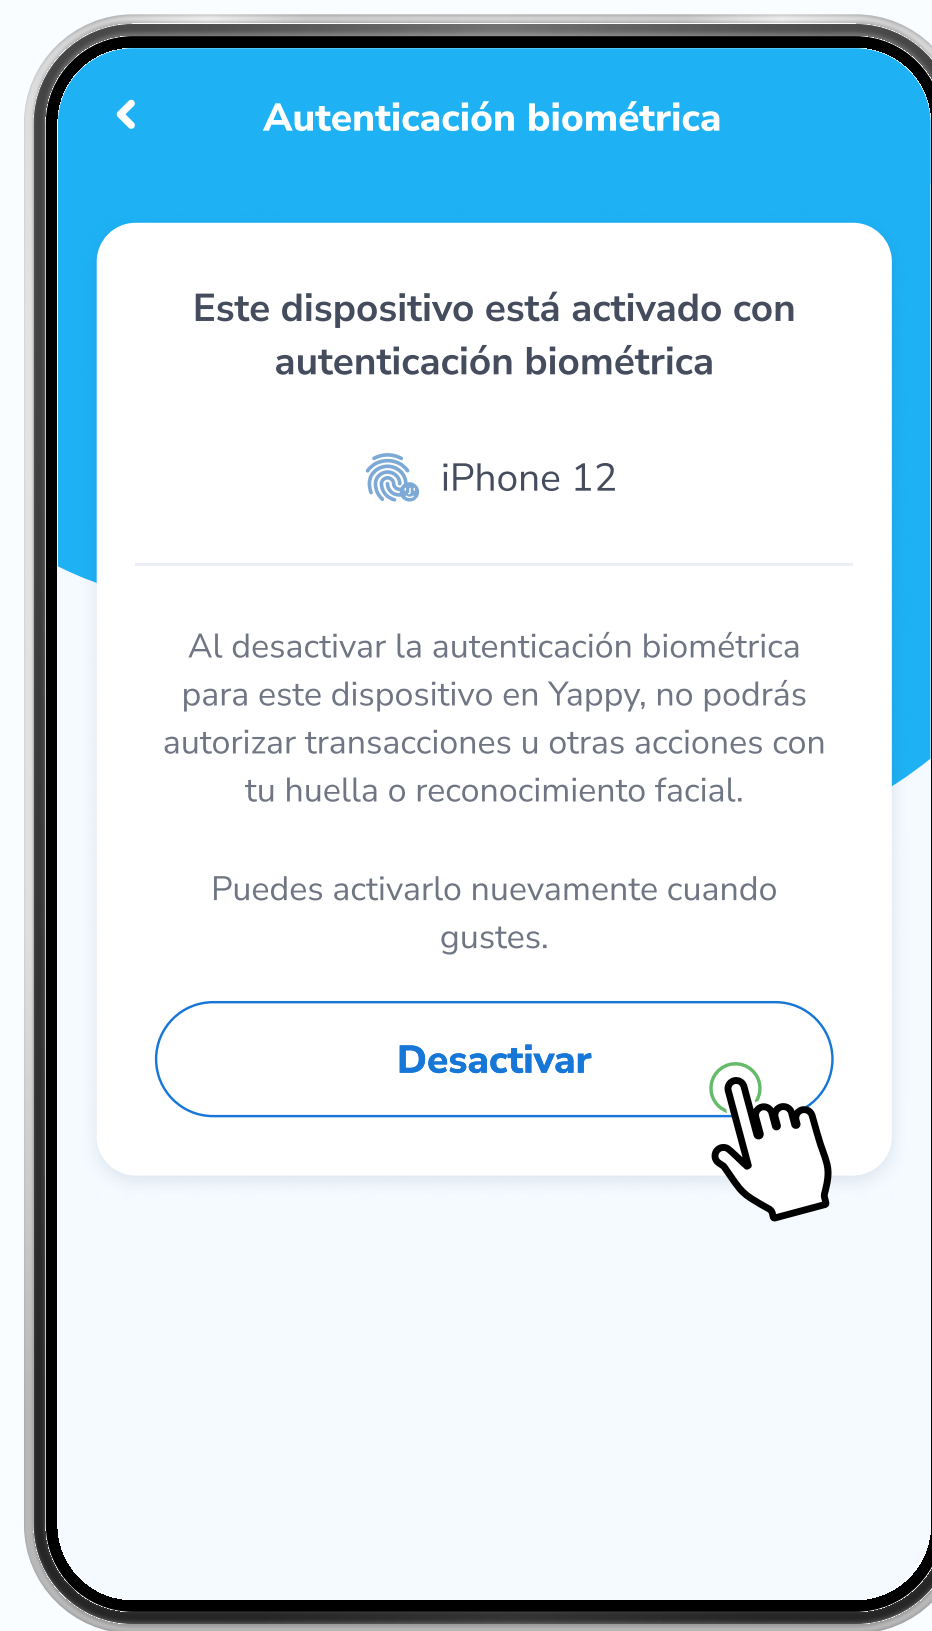 Autenticación biométrica
Este dispositivo está activado con
autenticación biométrica
iPhone 12
Al desactivar la autenticación biométrica
para este dispositivo en Yappy, no podrás
autorizar transacciones u otras acciones con
tu huella o reconocimiento facial.
Puedes activarlo nuevamente cuando
gustes.
Desactivar